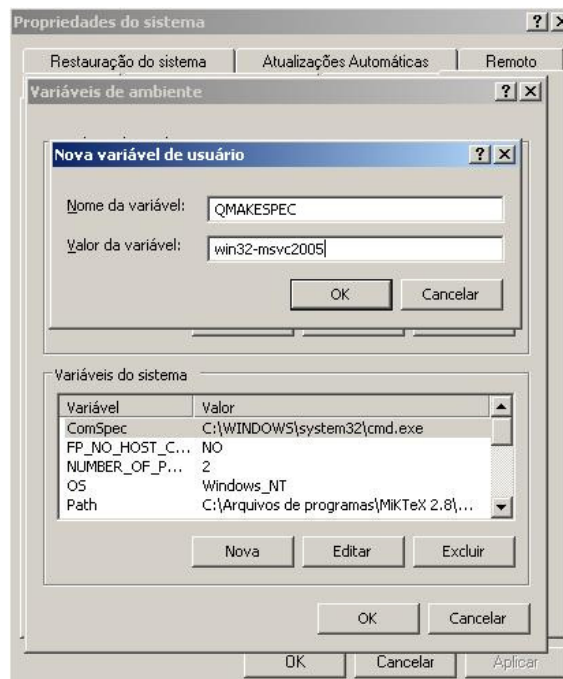 Propriedades do sistema
Restauração do sistema Atualizações Automáticas Remoto
Variáveis de ambiente
Nova variável de usuário
Nome da variável: QMAKESPEC
Valor da variável: win32-msvc2005
OK Cancelar
Variáveis do sistema
Variável Valor
ComSpec C:\WINDOWS\system32\cmd.exe
FP_NO_HOST_C... NO
NUMBER_OF_P... 2
OS Windows_NT
Path C:\Arquivos de programas\MiKTeX 2.8\...
Nova Editar Excluir
OK Cancelar
OK Cancelar Aplicar